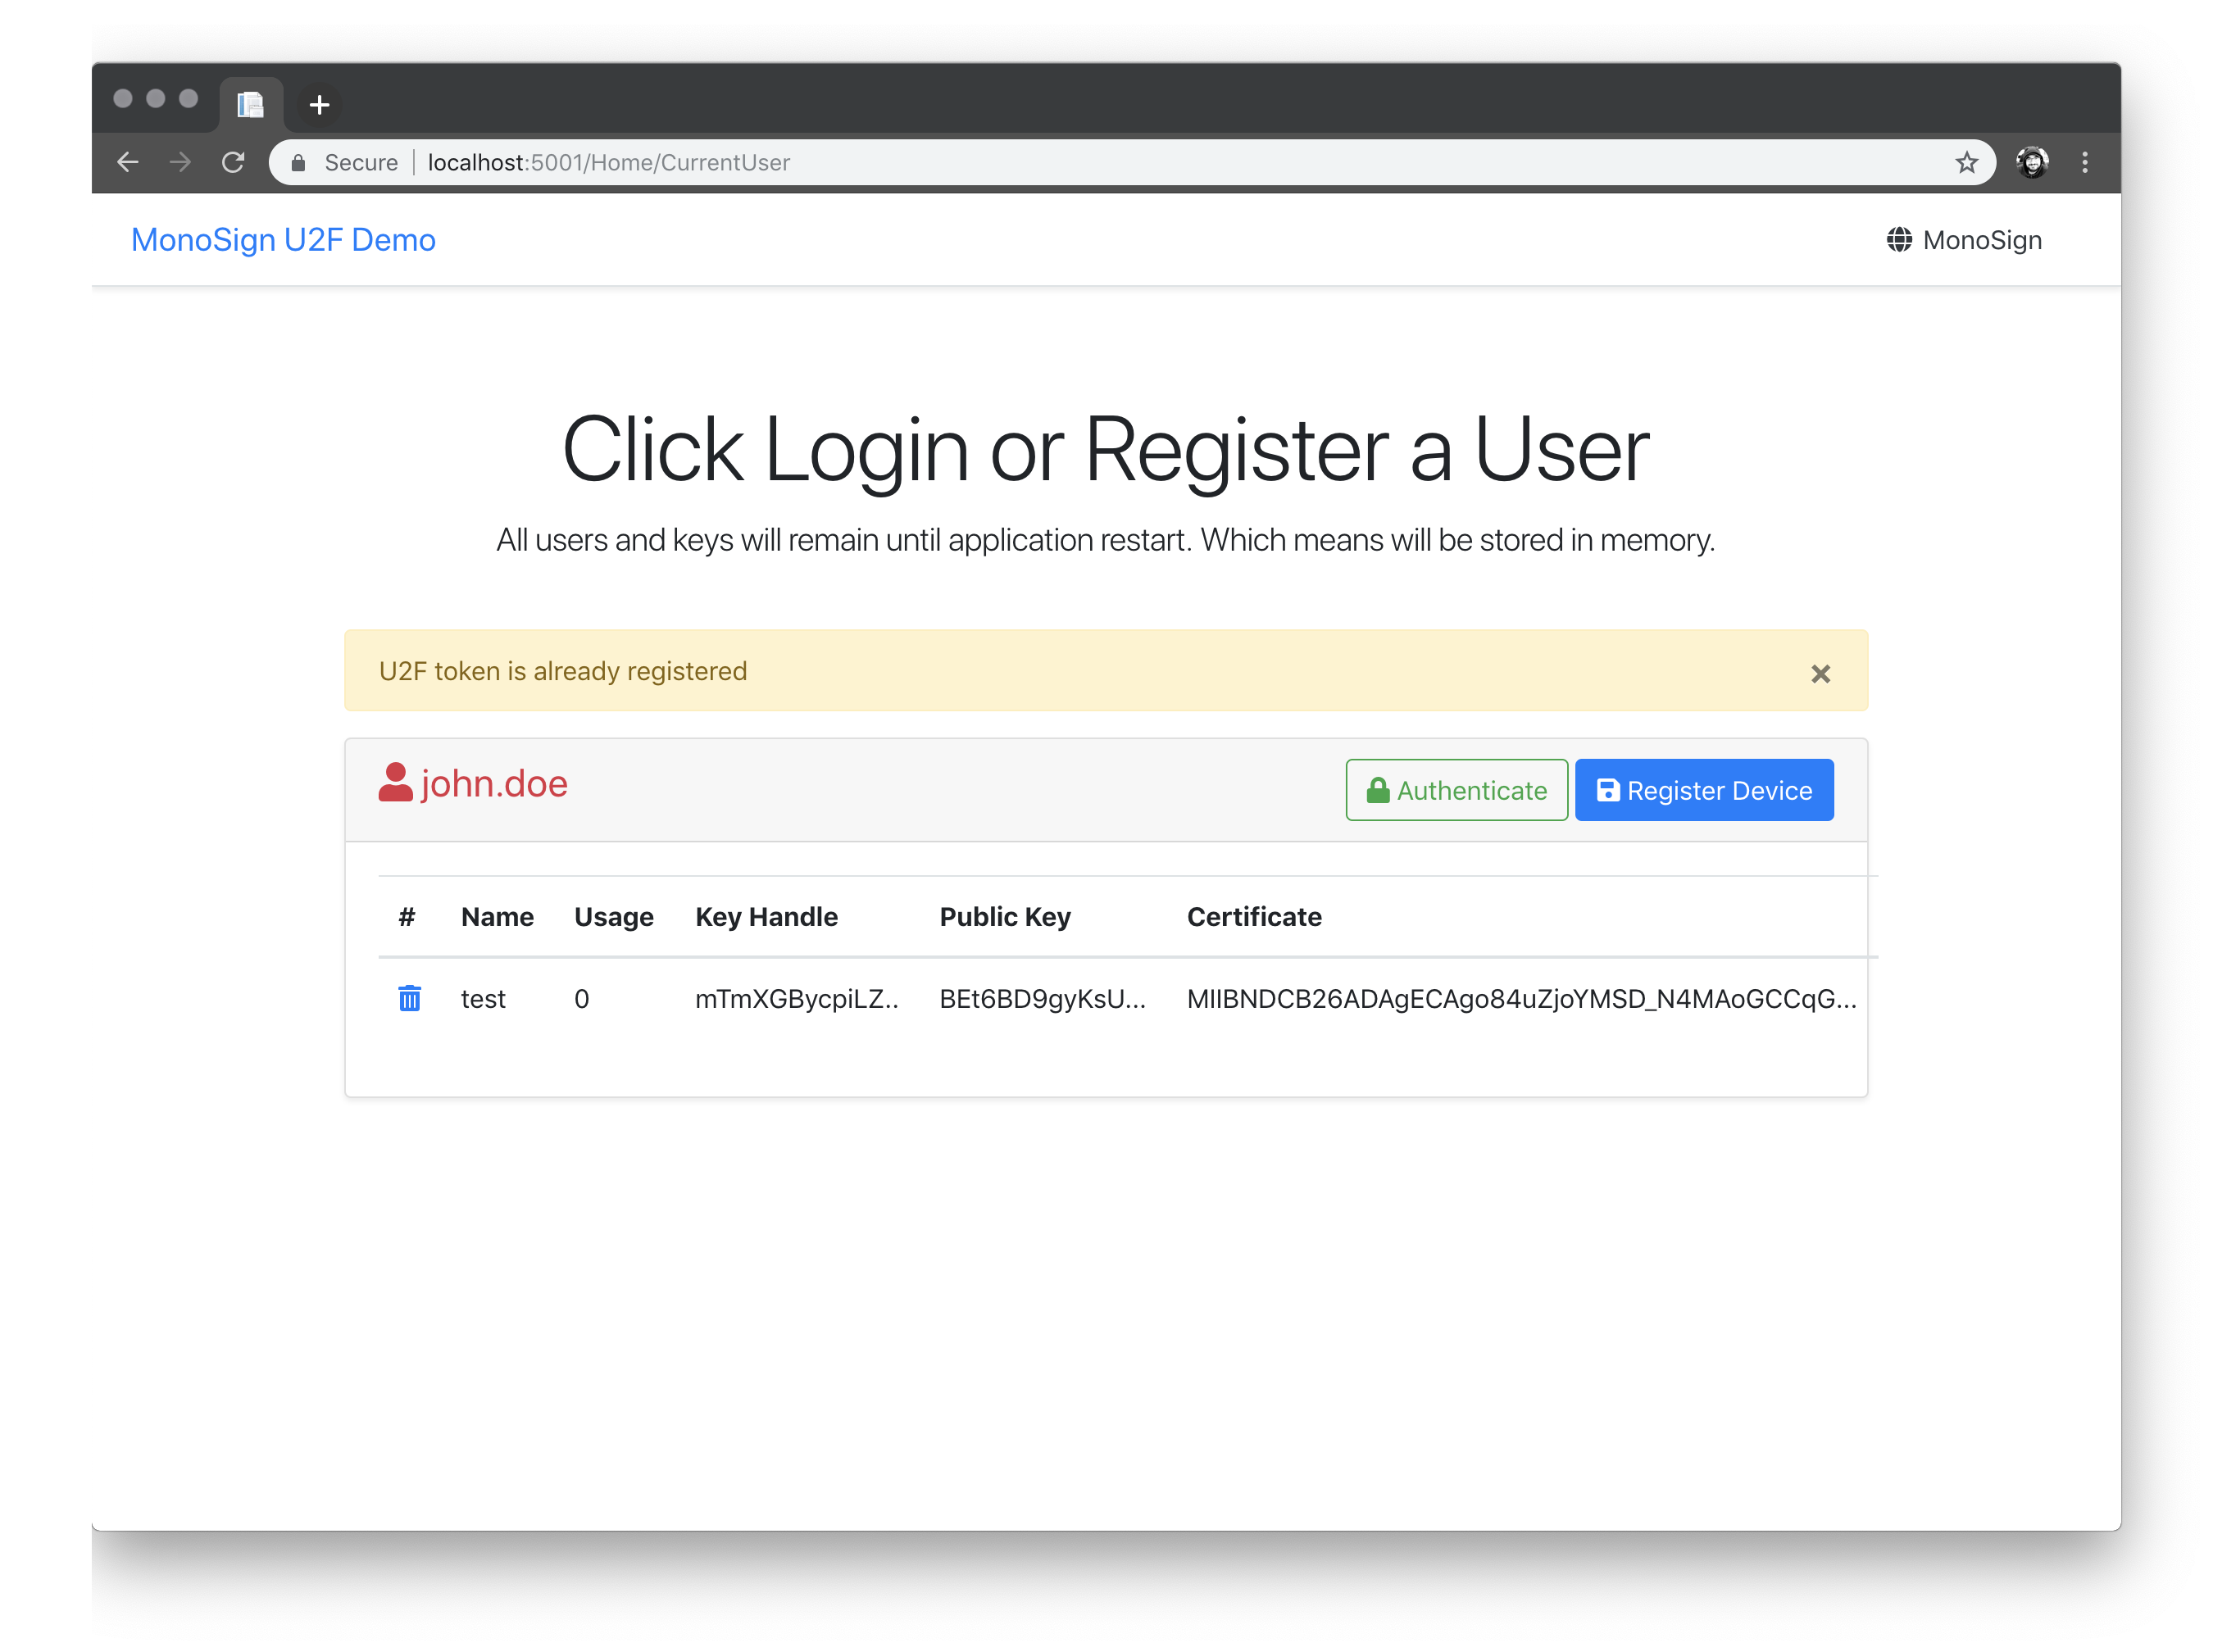 Secure localhost:5001/Home/CurrentUser
MonoSign U2F Demo MonoSign
Click Login or Register a User
All users and keys will remain until application restart. Which means will be stored in memory.
U2F token is already registered
john.doe Authenticate Register Device
# Name Usage Key Handle Public Key Certificate
test 0 mTmXGBycpiLZ.. BEt6BD9gyKsU... MIIBNDCB26ADAgECAgo84uZjoYMSD_N4MAoGCCqG...